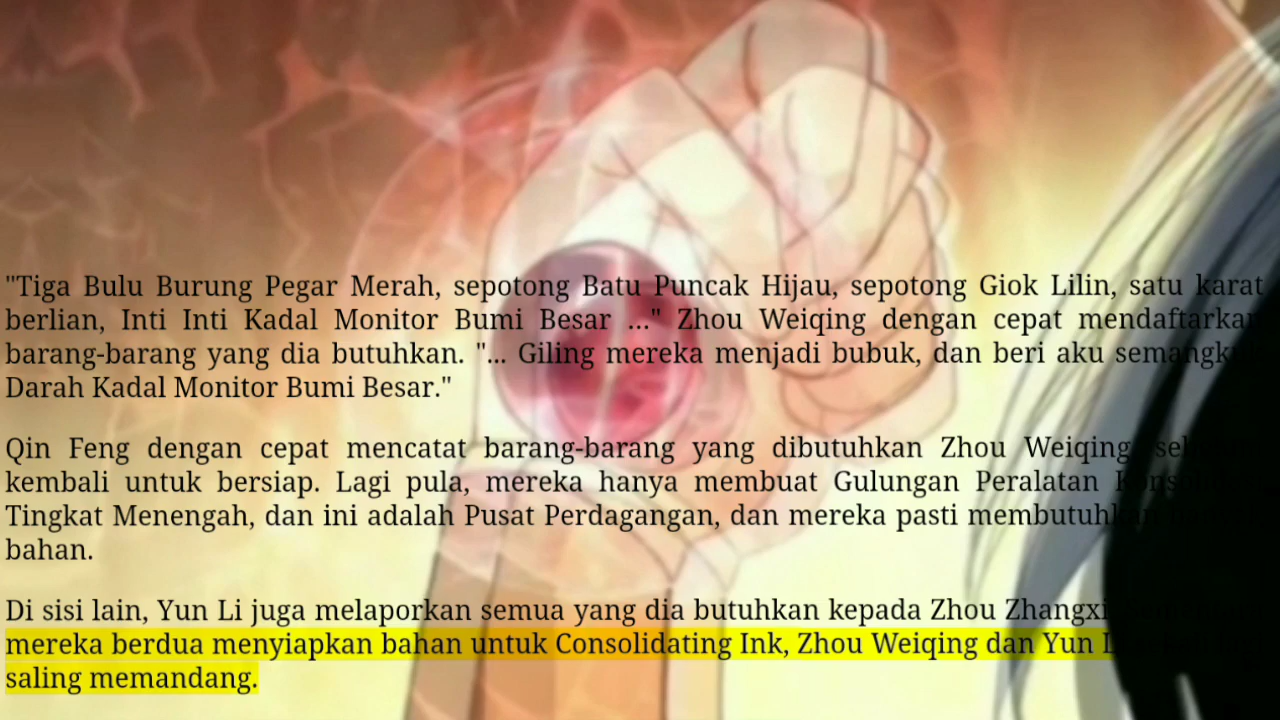 "Tiga Bulu Burung Pegar Merah, sepotong Batu Puncak Hijau, sepotong Giok Lilin, satu karat
berlian, Inti Inti Kadal Monitor Bumi Besar ..." Zhou Weiqing dengan cepat mendaftarkan
barang-barang yang dia butuhkan. "... Giling mereka menjadi bubuk, dan beri aku semangkuk
Darah Kadal Monitor Bumi Besar."
Qin Feng dengan cepat mencatat barang-barang yang dibutuhkan Zhou Weiqing
kembali untuk bersiap. Lagi pula, mereka hanya membuat Gulungan Peralatan
Tingkat Menengah, dan ini adalah Pusat Perdagangan, dan mereka pasti membutuhkan
bahan.
Di sisi lain, Yun Li juga melaporkan semua yang dia butuhkan kepada Zhou
mereka berdua menyiapkan bahan untuk Consolidating Ink, Zhou Weiqing dan Yun
saling memandang.